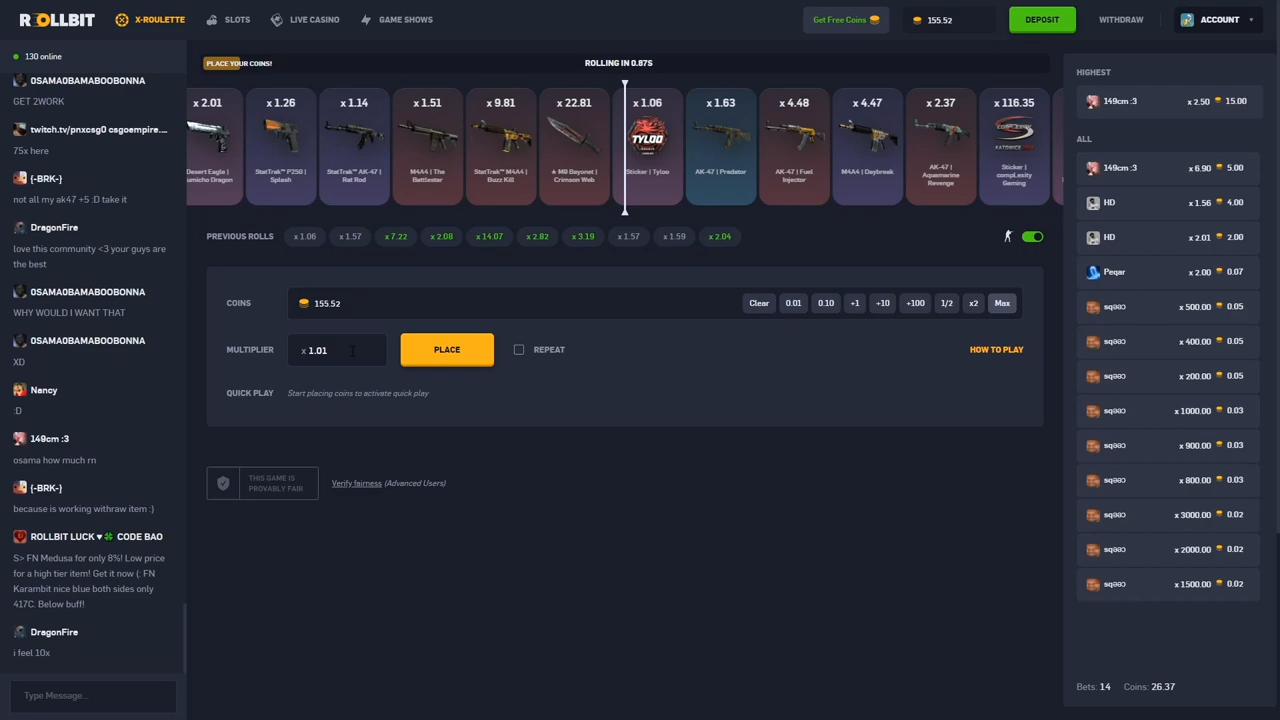 ROLLBIT
X-ROULETTE
SLOTS
LIVE CASINO
GAME SHOWS
Get Free Coins
155.52
DEPOSIT
WITHDRAW
ACCOUNT
130 online
0SAMA0BAMABOOBONNA
GET 2WORK
twitch.tv/pnxcsg0 csgoempire....
75x here
{-BRK-}
not all my ak47 +5 :D take it
DragonFire
love this community <3 your guys are
the best
0SAMA0BAMABOOBONNA
WHY WOULD I WANT THAT
0SAMA0BAMABOOBONNA
XD
Nancy
:D
149cm :3
osama how much rn
{-BRK-}
because is working withraw item :)
ROLLBIT LUCK ♥🍀 CODE BAO
S> FN Medusa for only 8%! Low price
for a high tier item! Get it now (: FN
Karambit nice blue both sides only
417C. Below buff!
DragonFire
i feel 10x
Type Message...
PLACE YOUR COINS!
ROLLING IN 0.87S
x 2.01
Desert Eagle |
umicho Dragon
x 1.26
StatTrak™ P250 |
Splash
x 1.14
StatTrak™ AK-47 |
Rat Rod
x 1.51
M4A4 | The
Battlestar
x 9.81
StatTrak™ M4A4 |
Buzz Kill
x 22.81
★ M9 Bayonet |
Crimson Web
x 1.06
TYLOO
Sticker | Tyloo
x 1.63
AK-47 | Predator
x 4.48
AK-47 | Fuel
Injector
x 4.47
M4A4 | Daybreak
x 2.37
AK-47 |
Aquamarine
Revenge
x 116.35
Sticker |
compLexity
Gaming
PREVIOUS ROLLS
x 1.06
x 1.57
x 7.22
x 2.08
x 14.07
x 2.82
x 3.19
x 1.57
x 1.59
x 2.04
COINS
155.52
Clear
0.01
0.10
+1
+10
+100
1/2
x2
Max
MULTIPLIER
x 1.01
PLACE
REPEAT
HOW TO PLAY
QUICK PLAY
Start placing coins to activate quick play
THIS GAME IS
PROVABLY FAIR
Verify fairness (Advanced Users)
HIGHEST
149cm :3 x 2.50 15.00
ALL
149cm :3 x 6.90 5.00
HD x 1.56 4.00
HD x 2.01 2.00
Peqar x 2.00 0.07
x 500.00 0.05
x 400.00 0.05
x 200.00 0.05
x 1000.00 0.03
x 900.00 0.03
x 800.00 0.03
x 3000.00 0.02
x 2000.00 0.02
x 1500.00 0.02
Bets: 14 Coins: 26.37